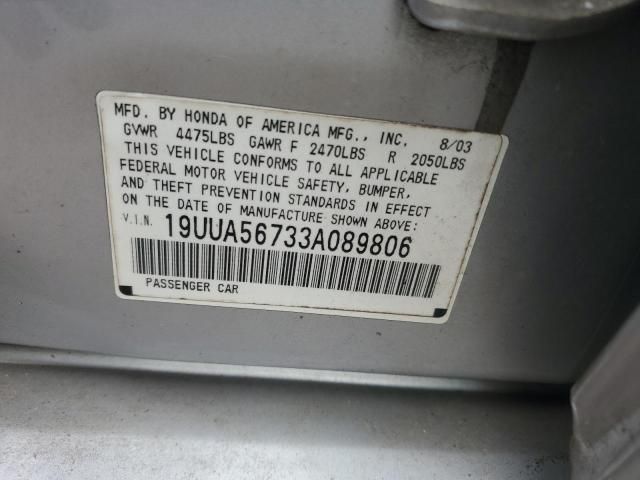 MFD. BY HONDA OF AMERICA MFG., INC. 8/03
GVWR 4475LBS GAWR F 2470LBS R 2050LBS
THIS VEHICLE CONFORMS TO ALL APPLICABLE
FEDERAL MOTOR VEHICLE SAFETY, BUMPER,
AND THEFT PREVENTION STANDARDS IN EFFECT
ON THE DATE OF MANUFACTURE SHOWN ABOVE:
V.I.N. 19UUA56733A089806
PASSENGER CAR